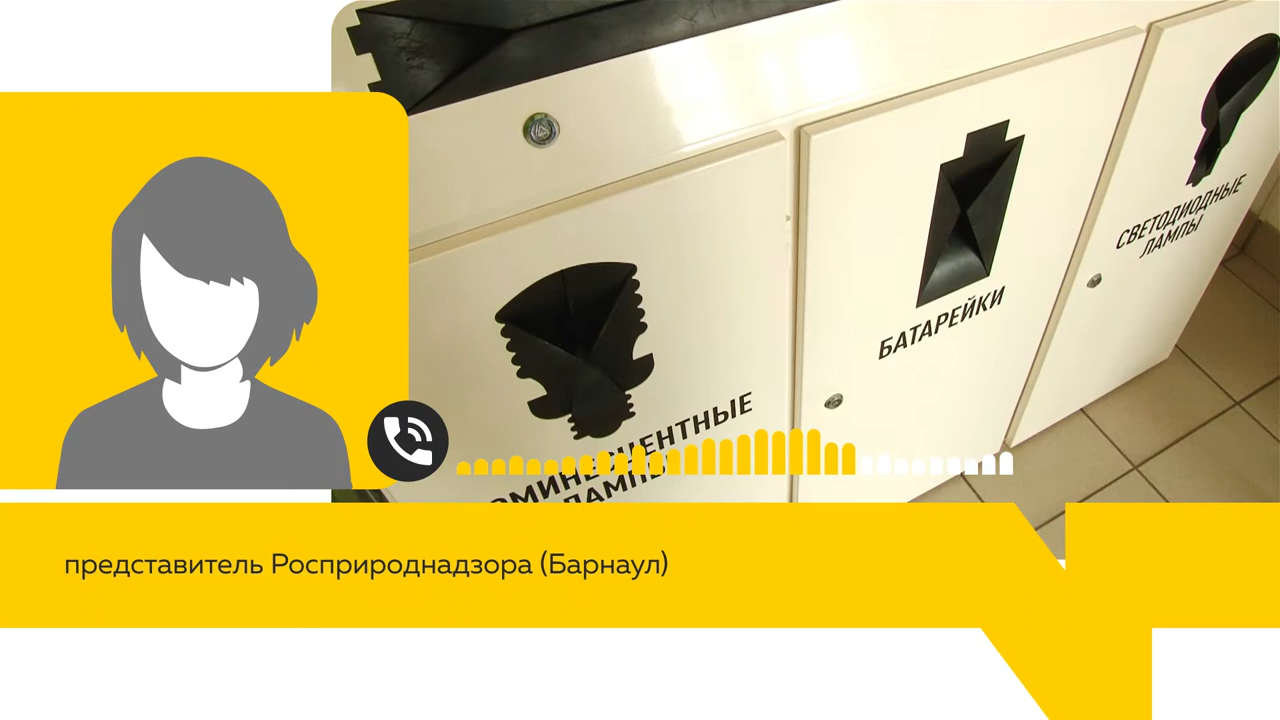 СВЕТОДИОДНЫЕ
ЛАМПЫ
БАТАРЕЙКИ
представитель Росприроднадзора (Барнаул)